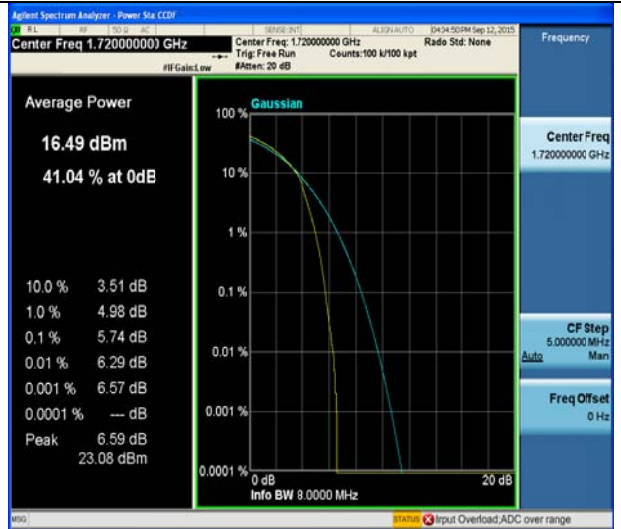 Agilent Spectrum Analyzer - Power Sta CCDF
RL RF 50 Ω AC SENSE:INT ALIGN AUTO 04:34:50PM Sep 12, 2015
Center Freq 1.72000000) GHz
Center Freq: 1.720000000 GHz Rado Std: None
Trig: Free Run Counts:100 k/100 kpt
#IFGain:Low #Atten: 20 dB
Frequency
Average Power
16.49 dBm
41.04 % at 0dB
10.0 % 3.51 dB
1.0 % 4.98 dB
0.1 % 5.74 dB
0.01 % 6.29 dB
0.001 % 6.57 dB
0.0001 % --- dB
Peak 6.59 dB
23.08 dBm
Gaussian
100 %
10 %
1 %
0.1 %
0.01 %
0.001 %
0.0001 %
0 dB 20 dB
Info BW 8.0000 MHz
Center Freq
1.720000000 GHz
CF Step
5.000000 MHz
Auto Man
Freq Offset
0 Hz
MSG STATUS Input Overload;ADC over range